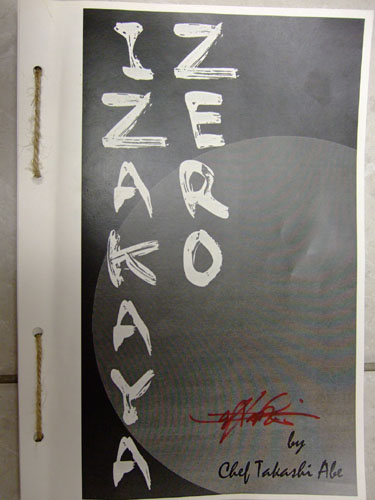 IZAKAYA
ZERO
by
Chef Takashi Abe